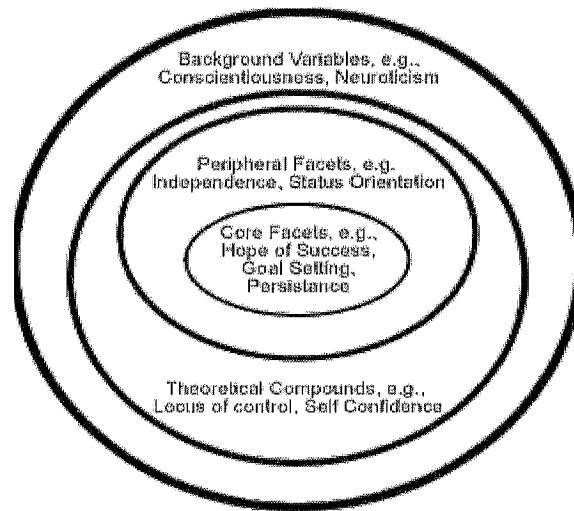 Background Variables, e.g.,
Conscientiousness, Neuroticism
Peripheral Facets, e.g.
Independence, Status Orientation
Core Facets, e.g.,
Hope of Success,
Goal Setting,
Persistance
Theoretical Compounds, e.g.,
Locus of control, Self Confidence